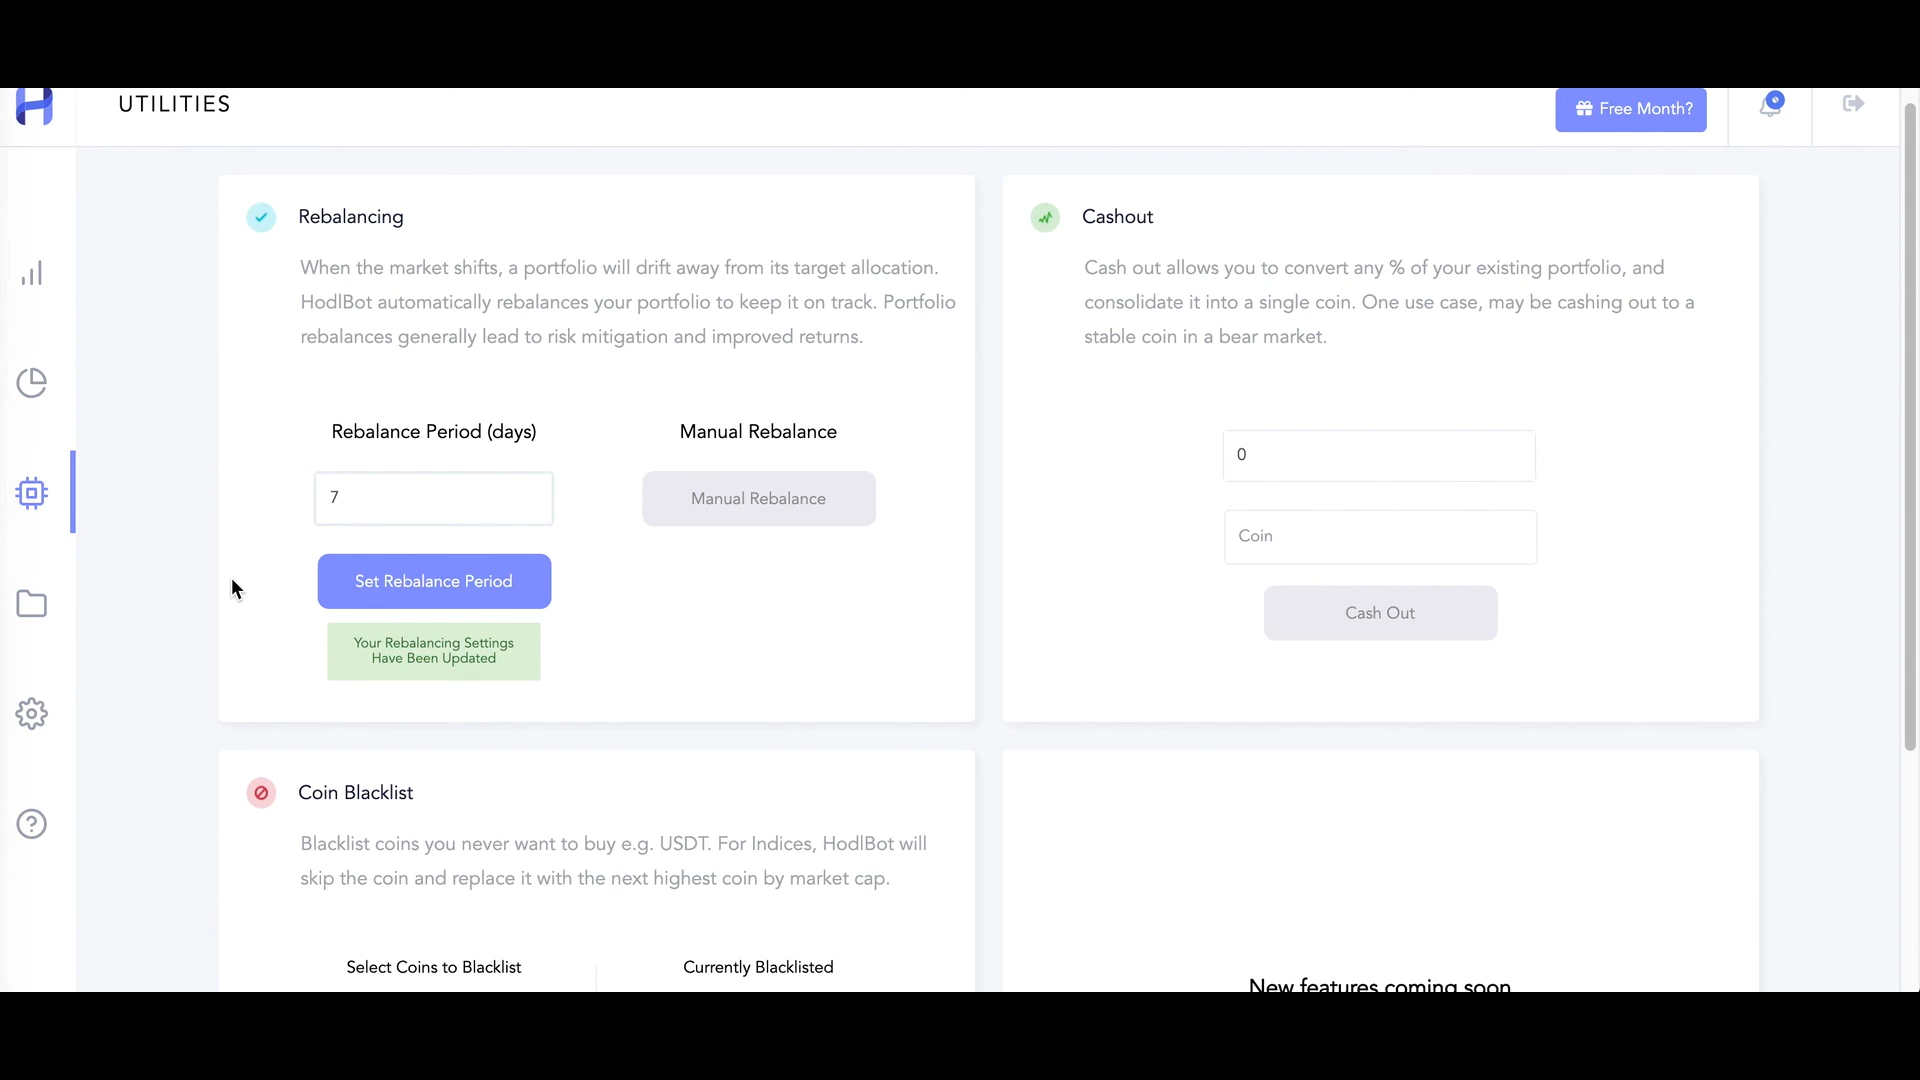 UTILITIES
Free Month?
Rebalancing
When the market shifts, a portfolio will drift away from its target allocation.
HodlBot automatically rebalances your portfolio to keep it on track. Portfolio
rebalances generally lead to risk mitigation and improved returns.
Rebalance Period (days)
Manual Rebalance
7
Manual Rebalance
Set Rebalance Period
Your Rebalancing Settings
Have Been Updated
Cashout
Cash out allows you to convert any % of your existing portfolio, and
consolidate it into a single coin. One use case, may be cashing out to a
stable coin in a bear market.
0
Coin
Cash Out
Coin Blacklist
Blacklist coins you never want to buy e.g. USDT. For Indices, HodlBot will
skip the coin and replace it with the next highest coin by market cap.
Select Coins to Blacklist
Currently Blacklisted
New features coming soon